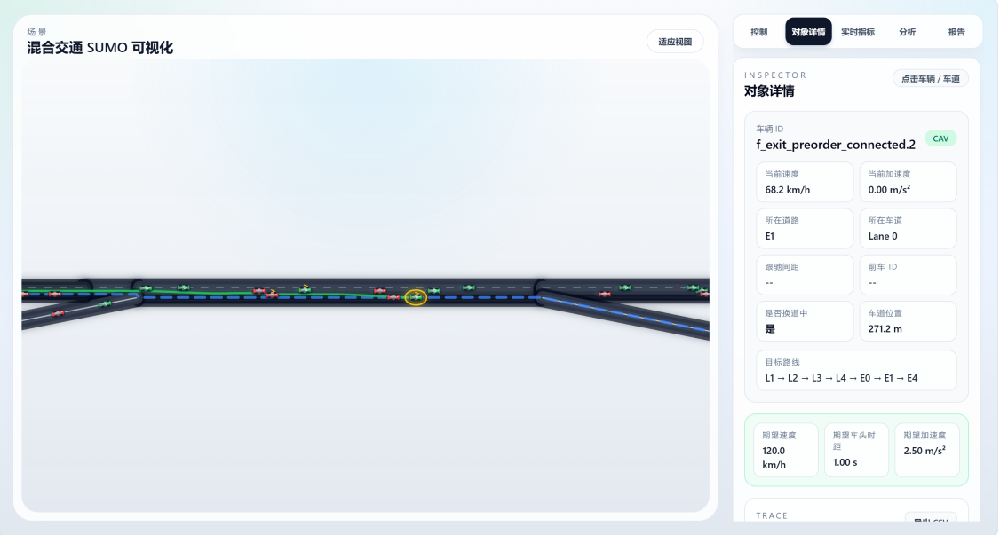 场景
混合交通 SUMO 可视化
适应视图
控制
对象详情
实时指标
分析
报告
INSPECTOR
对象详情
点击车辆 / 车道
车辆 ID
f_exit_preorder_connected.2
CAV
当前速度
68.2 km/h
当前加速度
0.00 m/s²
所在道路
E1
所在车道
Lane 0
跟驰间距
--
前车 ID
--
是否换道中
是
车道位置
271.2 m
目标路线
L1 → L2 → L3 → L4 → E0 → E1 → E4
期望速度
120.0
km/h
期望车头时
距
1.00 s
期望加速度
2.50 m/s²
TRACE
导出 CSV